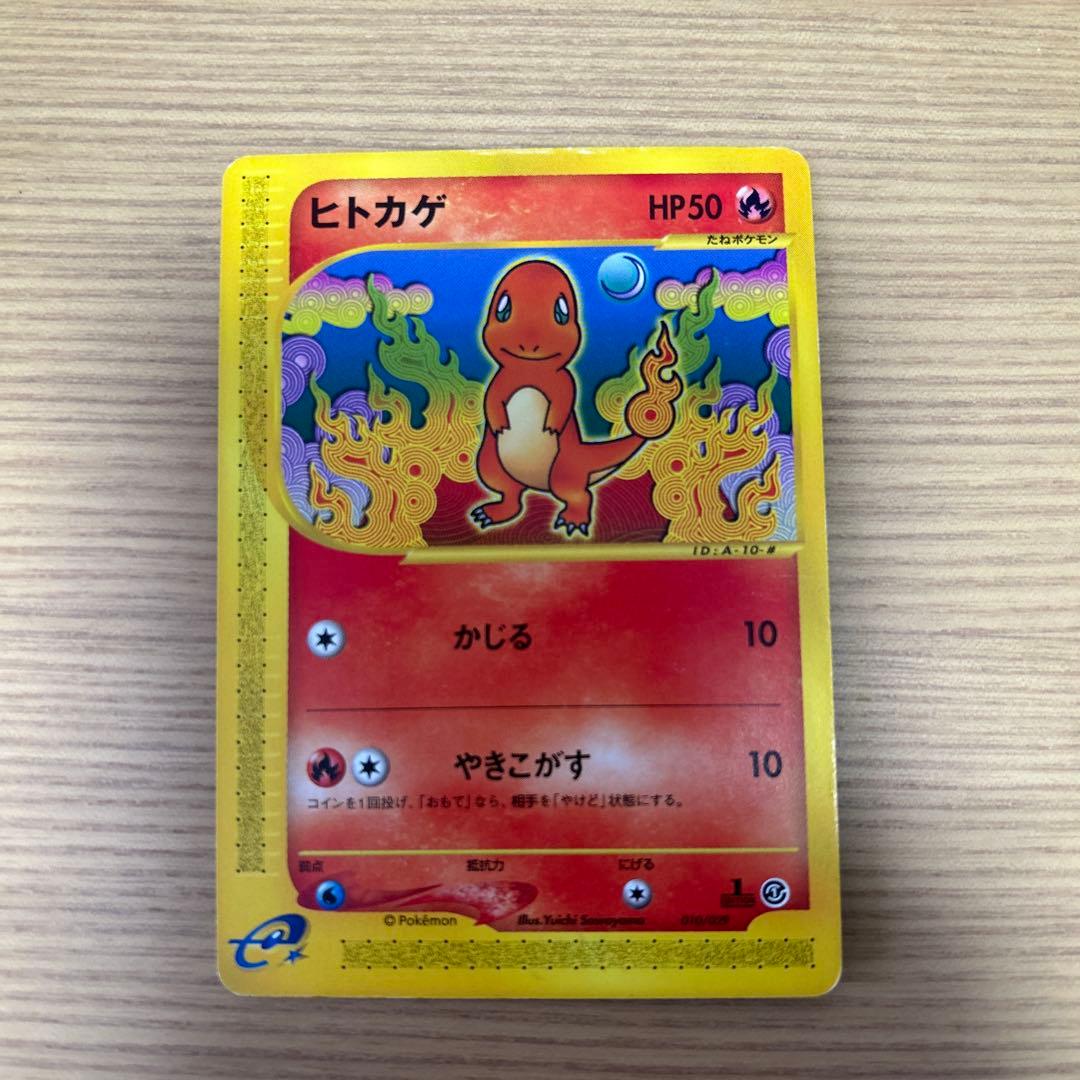 ヒトカゲ HP50
たねポケモン
ID:A-10-#
かじる 10
やきこがす 10
コインを1回投げ、「おもて」なら、相手を「やけど」状態にする。
弱点 抵抗力 にげる
1
EDITION
©Pokémon Illus.Yuichi Sawayama 010/029
e